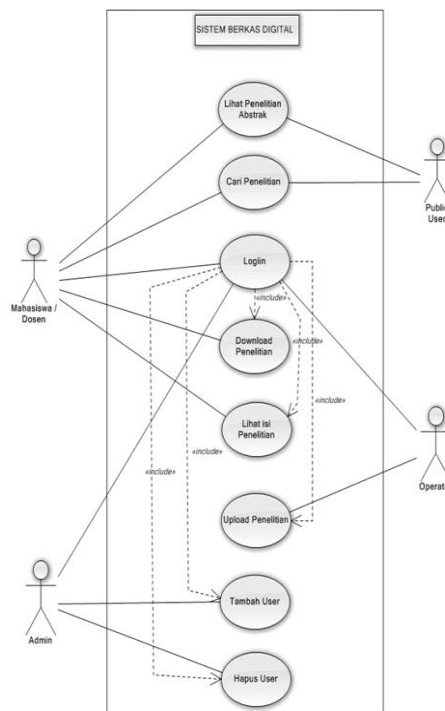 SISTEM BERKAS DIGITAL
Lihat Penelitian
Abstrak
Cari Penelitian
Public
User
Logiin
Mahasiswa /
Dosen
«include»
Download
Penelitian
«include»
Lihat isi
Penelitian
«include»
«include»
«include»
Upload Penelitian
Operato
Tambah User
Admin
Hapus User